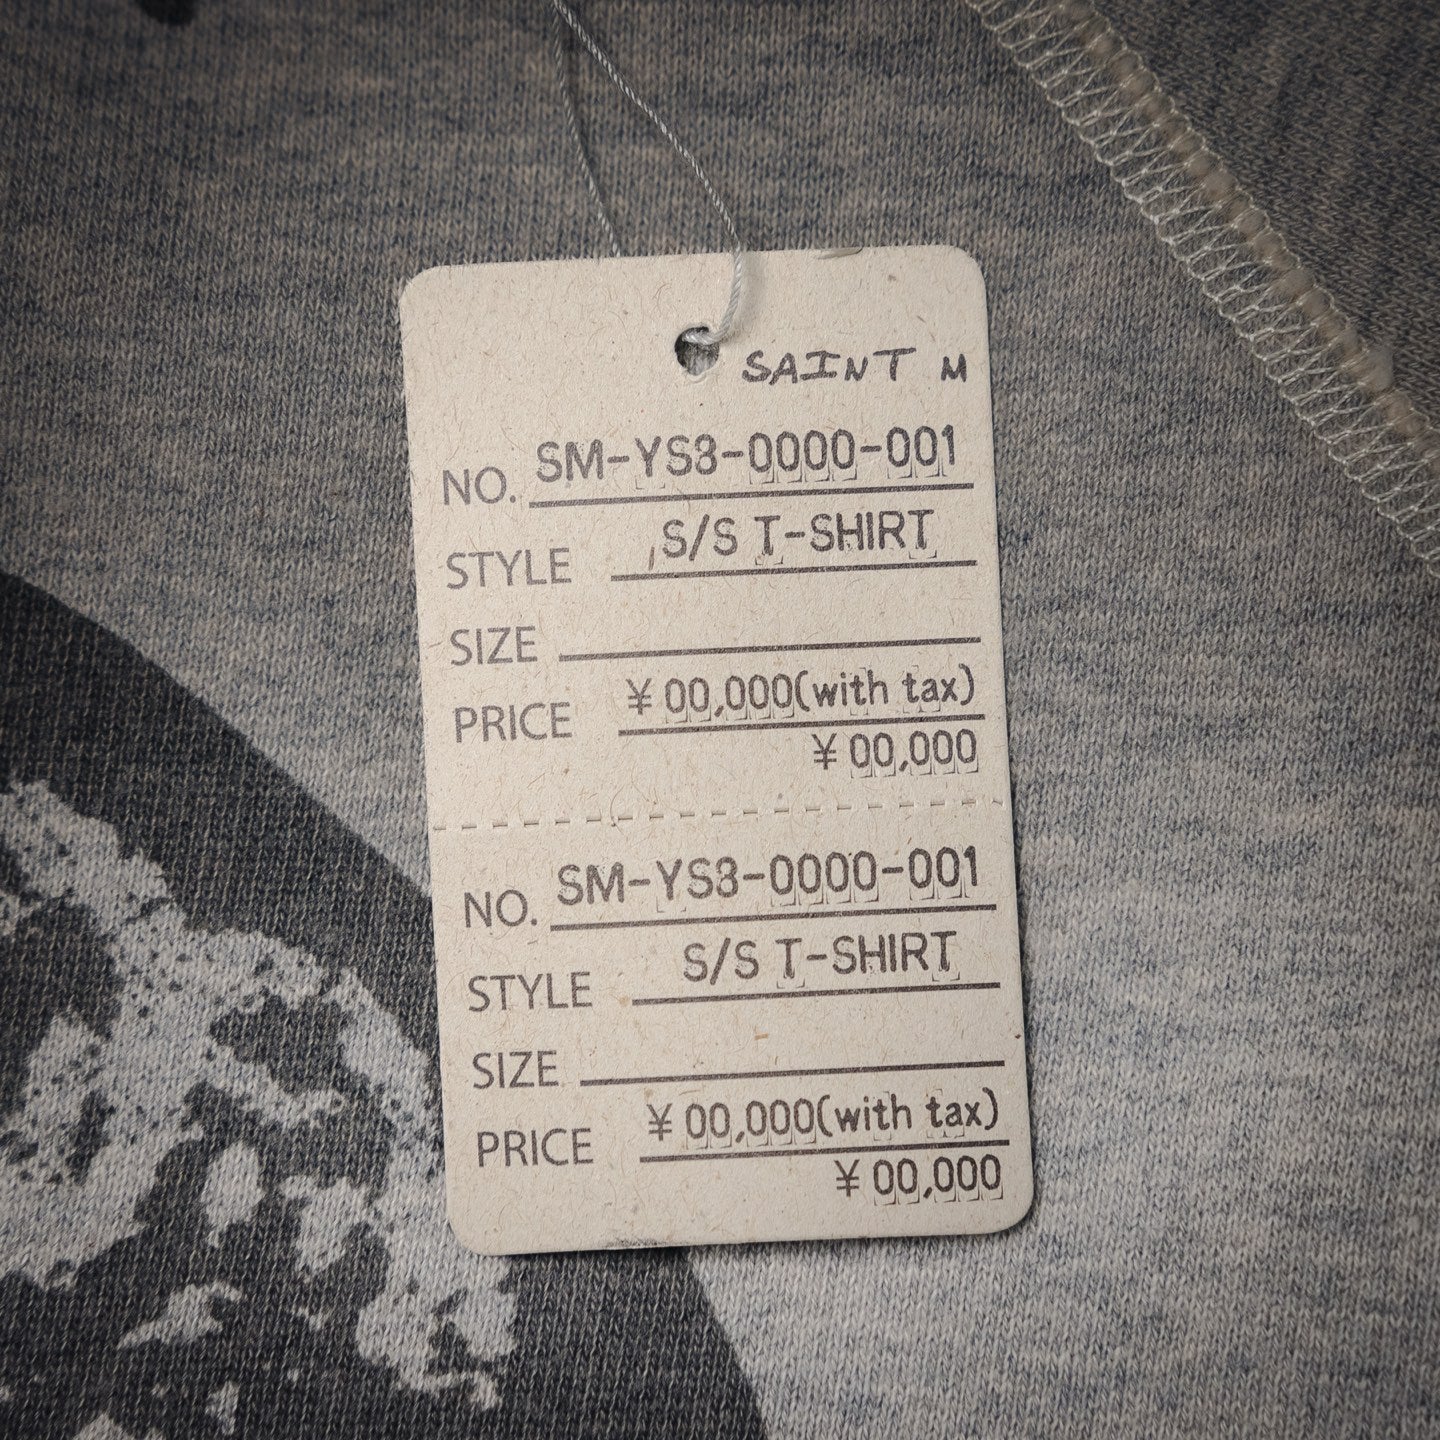 SAINT M
NO. SM-YS8-0000-001
STYLE S/S T-SHIRT
SIZE
PRICE ¥00,000(with tax)
¥00,000
NO. SM-YS8-0000-001
STYLE S/S T-SHIRT
SIZE
PRICE ¥00,000(with tax)
¥00,000